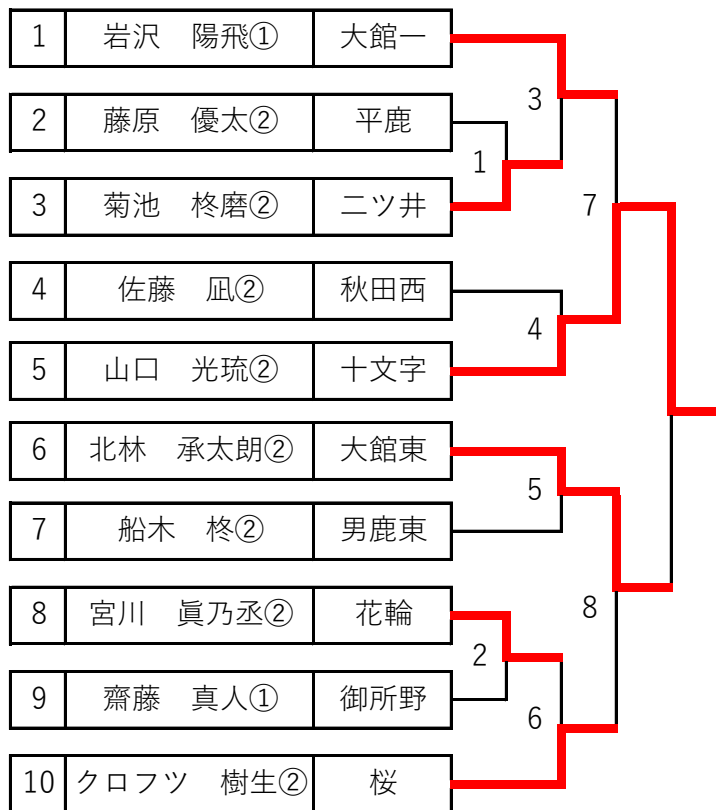 1 岩沢　陽飛① 大館一
3
2 藤原　優太② 平鹿
1
3 菊池　柊磨② 二ツ井
7
4 佐藤　凪② 秋田西
4
5 山口　光琉② 十文字
6 北林　承太朗② 大館東
5
7 船木　柊② 男鹿東
8 宮川　眞乃丞② 花輪
8
2
9 齋藤　真人① 御所野
6
10 クロフツ　樹生② 桜